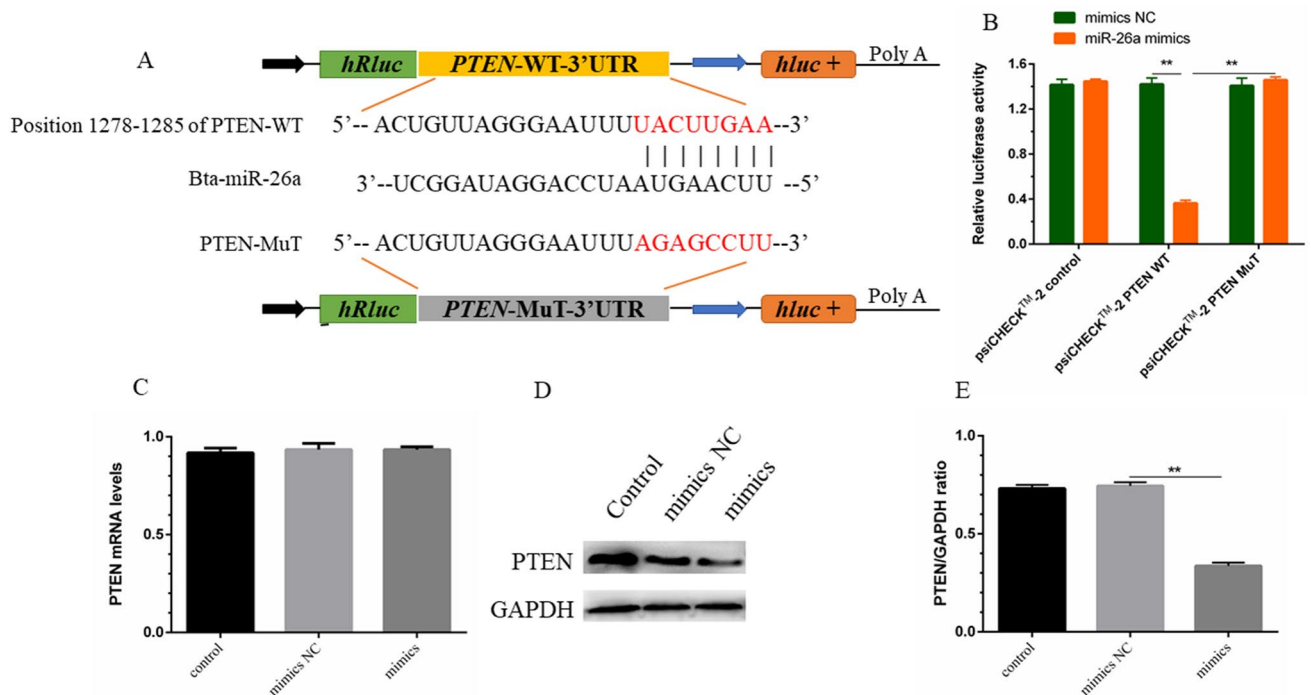 A
hRluc PTEN-WT-3’UTR hluc + Poly A
Position 1278-1285 of PTEN-WT 5’-- ACUGUUAGGGAAUUUUACUUGAA--3’
Bta-miR-26a 3’--UCGGAUAGGACCUAAUGAACUU --5’
PTEN-MuT 5’-- ACUGUUAGGGAAUUUAGAGCCUU--3’
hRluc PTEN-MuT-3’UTR hluc + Poly A
B
mimics NC
miR-26a mimics
Relative luciferase activity
1.6
1.2
0.8
0.4
0.0
** **
psiCHECK™-2 control
psiCHECK™-2 PTEN WT
psiCHECK™-2 PTEN MuT
C
PTEN mRNA levels
1.0
0.5
0.0
control
mimics NC
mimics
D
Control
mimics NC
mimics
PTEN
GAPDH
E
PTEN/GAPDH ratio
1.0
0.5
0.0
**
control
mimics NC
mimics